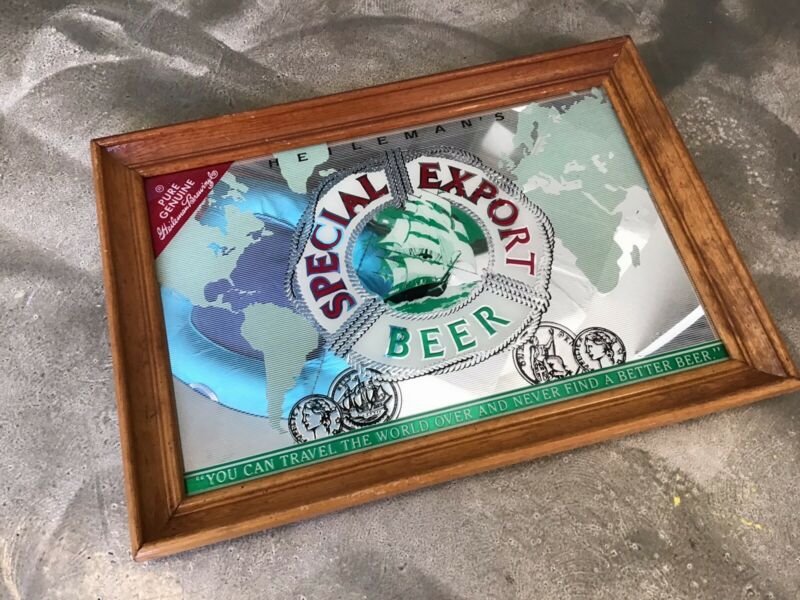 HEILEMAN'S
® PURE
GENUINE
Heileman Brewing®
SPECIAL EXPORT
BEER
"YOU CAN TRAVEL THE WORLD OVER AND NEVER FIND A BETTER BEER."